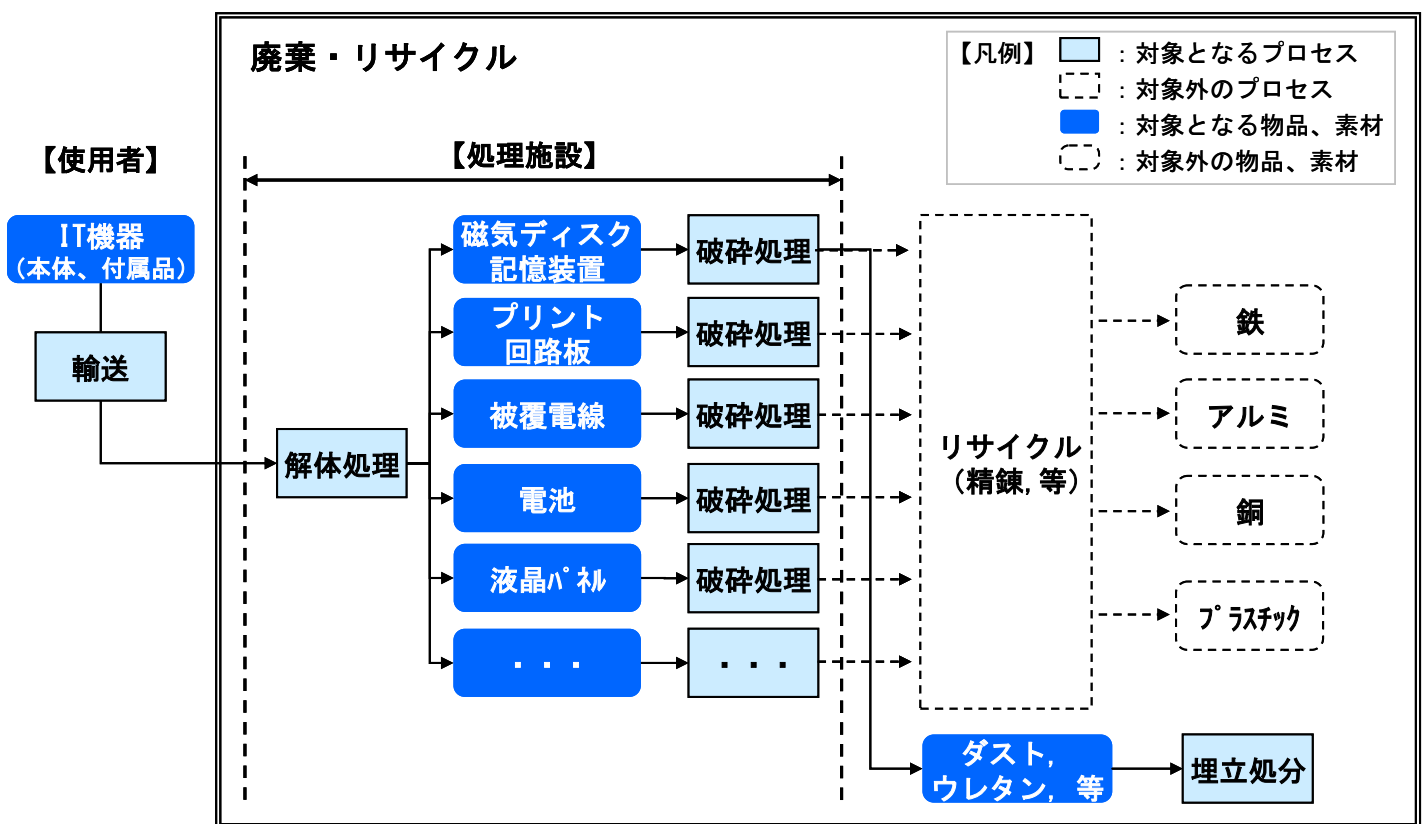 廃棄・リサイクル
【凡例】
：対象となるプロセス
：対象外のプロセス
：対象となる物品、素材
：対象外の物品、素材
【使用者】
【処理施設】
IT機器
（本体、付属品）
輸送
解体処理
磁気ディスク
記憶装置
破砕処理
プリント
回路板
破砕処理
被覆電線
破砕処理
電池
破砕処理
液晶ﾊﾟﾈﾙ
破砕処理
・・・
・・・
リサイクル
（精錬，等）
鉄
アルミ
銅
ﾌﾟﾗｽﾁｯｸ
ダスト，
ウレタン，等
埋立処分